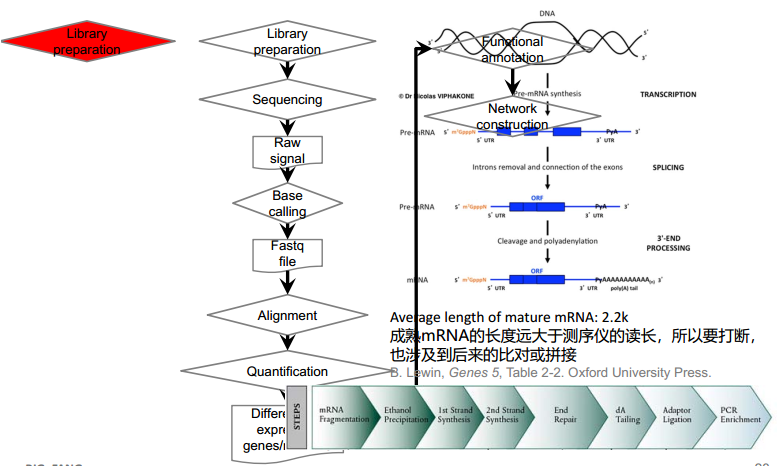 Library
preparation
Library
preparation
Sequencing
Raw
signal
Base
calling
Fastq
file
Alignment
Quantification
Differe
expre
genes/
Functional
annotation
Network
construction
DNA
3'
5'
3'
5'
© Dr Nicolas VIPHAKONE
Pre-mRNA synthesis
TRANSCRIPTION
Pre-mRNA
5' m⁷GpppN
5' UTR
PyA
3'
3' UTR
Introns removal and connection of the exons
SPLICING
Pre-mRNA
5' m⁷GpppN
5' UTR
ORF
PyA
3'
3' UTR
Cleavage and polyadenylation
3'-END
PROCESSING
mRNA
5' m⁷GpppN
5' UTR
ORF
PyAAAAAAAAAA(n) 3'
3' UTR
poly(A) tail
Average length of mature mRNA: 2.2k
成熟mRNA的长度远大于测序仪的读长，所以要打断，
也涉及到后来的比对或拼接
B. Lewin, Genes 5, Table 2-2. Oxford University Press.
STEPS
mRNA
Fragmentation
Ethanol
Precipitation
1st Strand
Synthesis
2nd Strand
Synthesis
End
Repair
dA
Tailing
Adaptor
Ligation
PCR
Enrichment